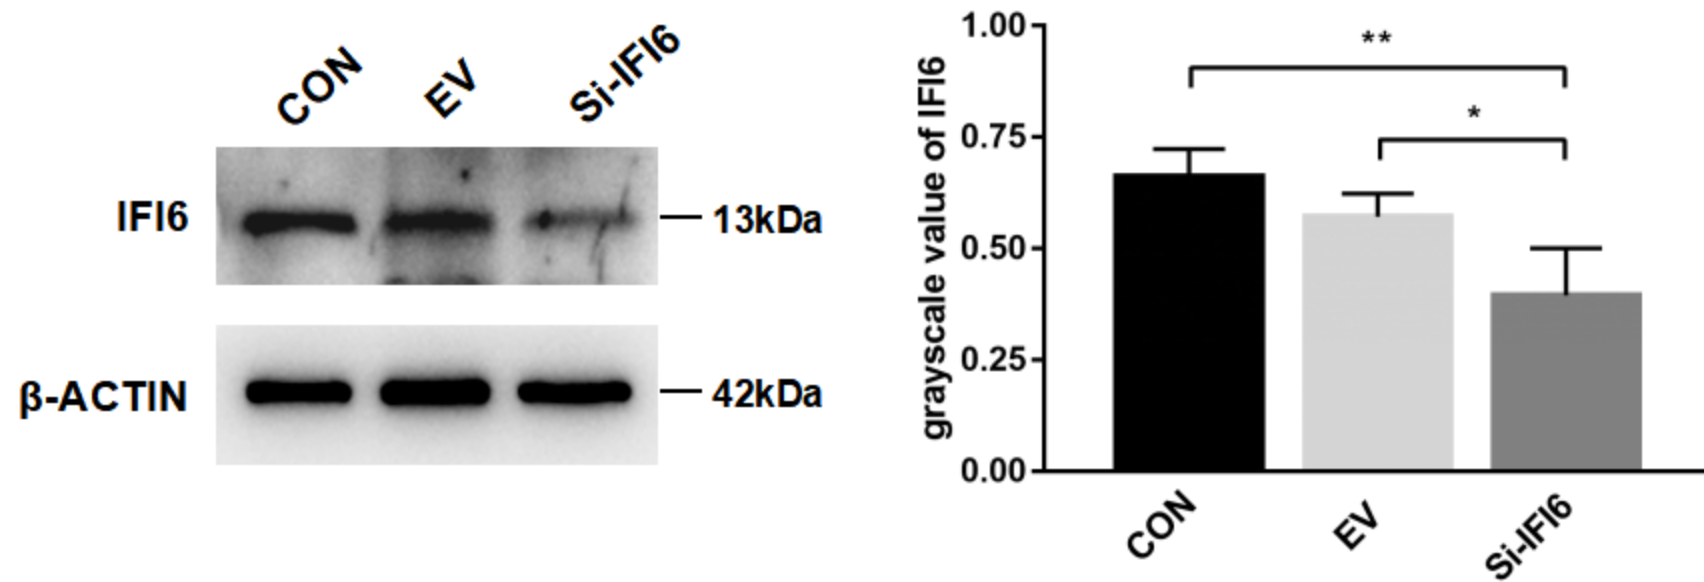 CON EV Si-IFI6
IFI6
13kDa
β-ACTIN
42kDa
grayscale value of IFI6
1.00
0.75
0.50
0.25
0.00
**
*
CON EV Si-IFI6